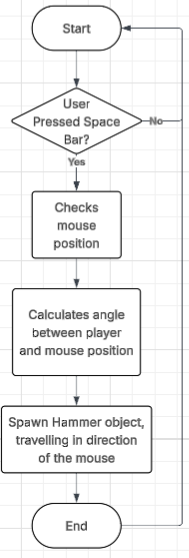 Start
User
Pressed Space
Bar?
No
Yes
Checks
mouse
position
Calculates angle
between player
and mouse position
Spawn Hammer object,
travelling in direction
of the mouse
End